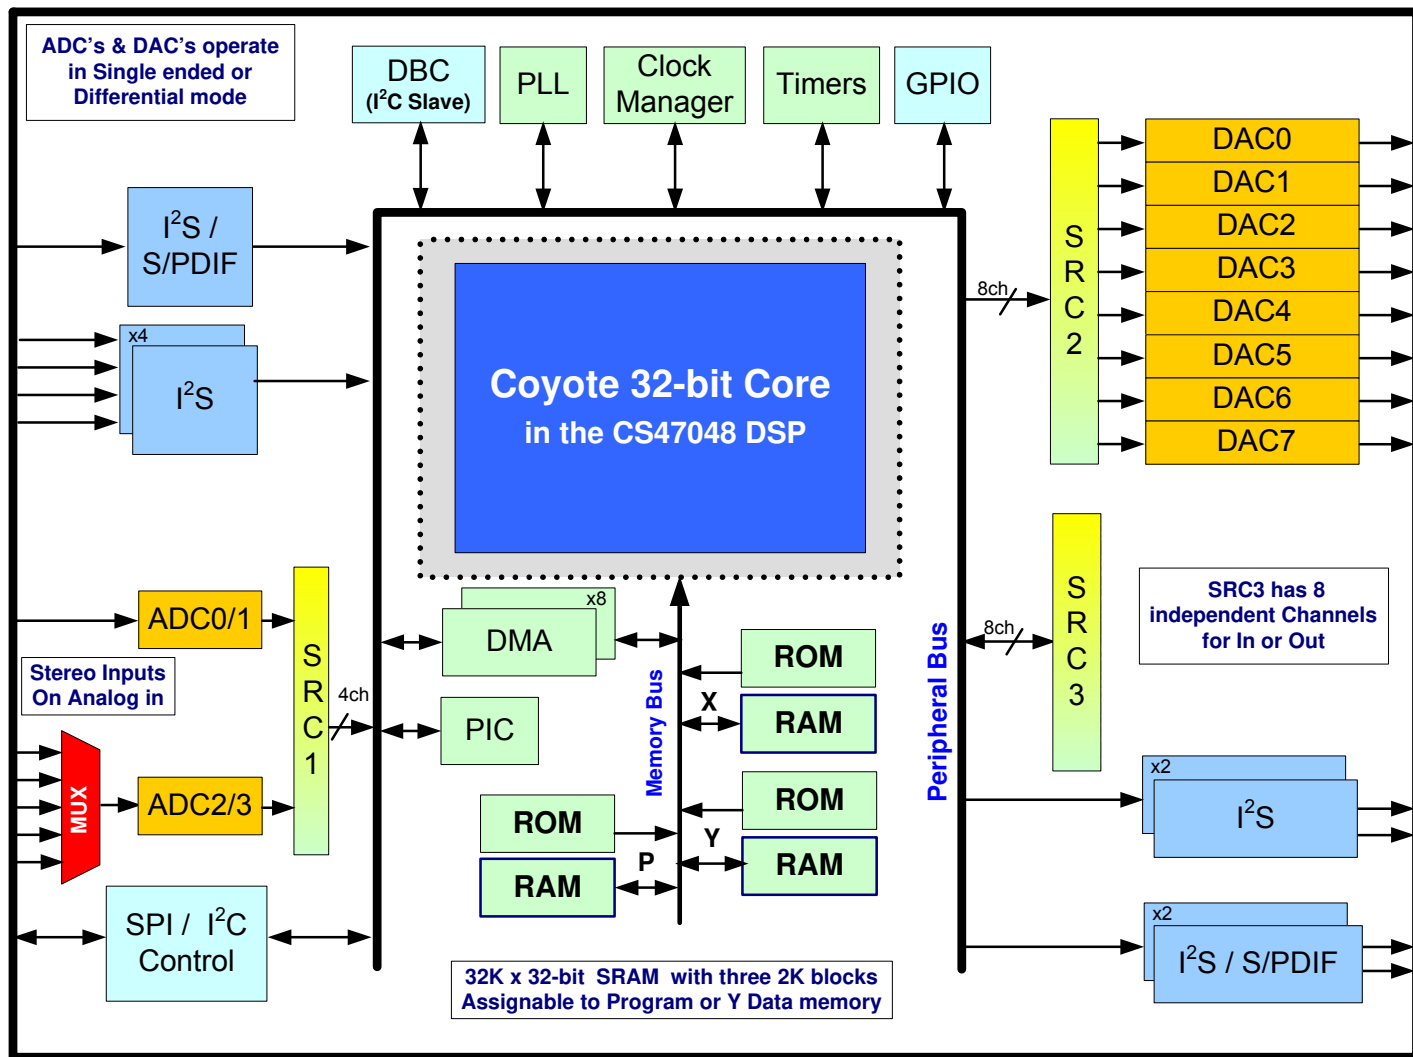 ADC's & DAC's operate
in Single ended or
Differential mode
DBC
(I²C Slave)
PLL
Clock
Manager
Timers
GPIO
I²S /
S/PDIF
x4
I²S
Coyote 32-bit Core
in the CS47048 DSP
8ch
S
R
C
2
DAC0
DAC1
DAC2
DAC3
DAC4
DAC5
DAC6
DAC7
ADC0/1
Stereo Inputs
On Analog in
MUX
ADC2/3
S
R
C
1
4ch
x8
DMA
PIC
Memory Bus
ROM
X
RAM
ROM
Y
RAM
ROM
P
RAM
Peripheral Bus
8ch
S
R
C
3
SRC3 has 8
independent Channels
for In or Out
x2
I²S
x2
I²S / S/PDIF
SPI / I²C
Control
32K x 32-bit SRAM with three 2K blocks
Assignable to Program or Y Data memory